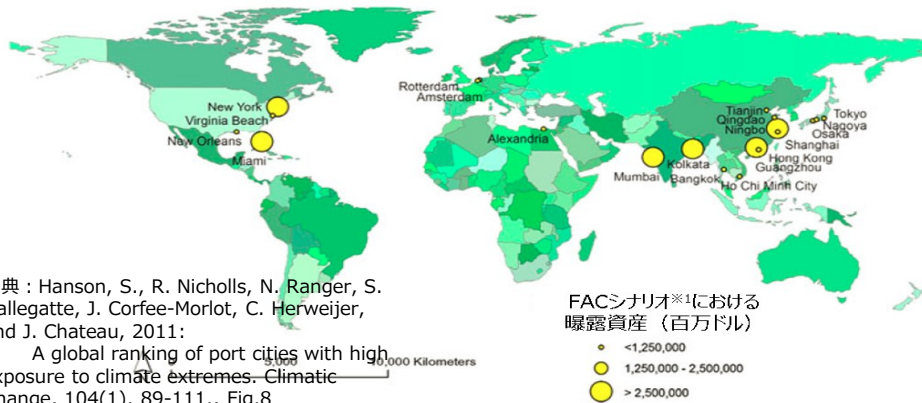 Rotterdam
Amsterdam
New York
Virginia Beach
New Orleans
Miami
Alexandria
Tianjin
Qingdao
Ningbo
Tokyo
Nagoya
Osaka
Shanghai
Hong Kong
Guangzhou
Mumbai
Kolkata
Bangkok
Ho Chi Minh City
典：Hanson, S., R. Nicholls, N. Ranger, S.
allegatte, J. Corfee-Morlot, C. Herweijer,
nd J. Chateau, 2011:
A global ranking of port cities with high
xposure to climate extremes. Climatic
hange, 104(1), 89-111., Fig.8
0 5,000 10,000 Kilometers
FACシナリオ※1における
曝露資産（百万ドル）
<1,250,000
1,250,000 - 2,500,000
> 2,500,000